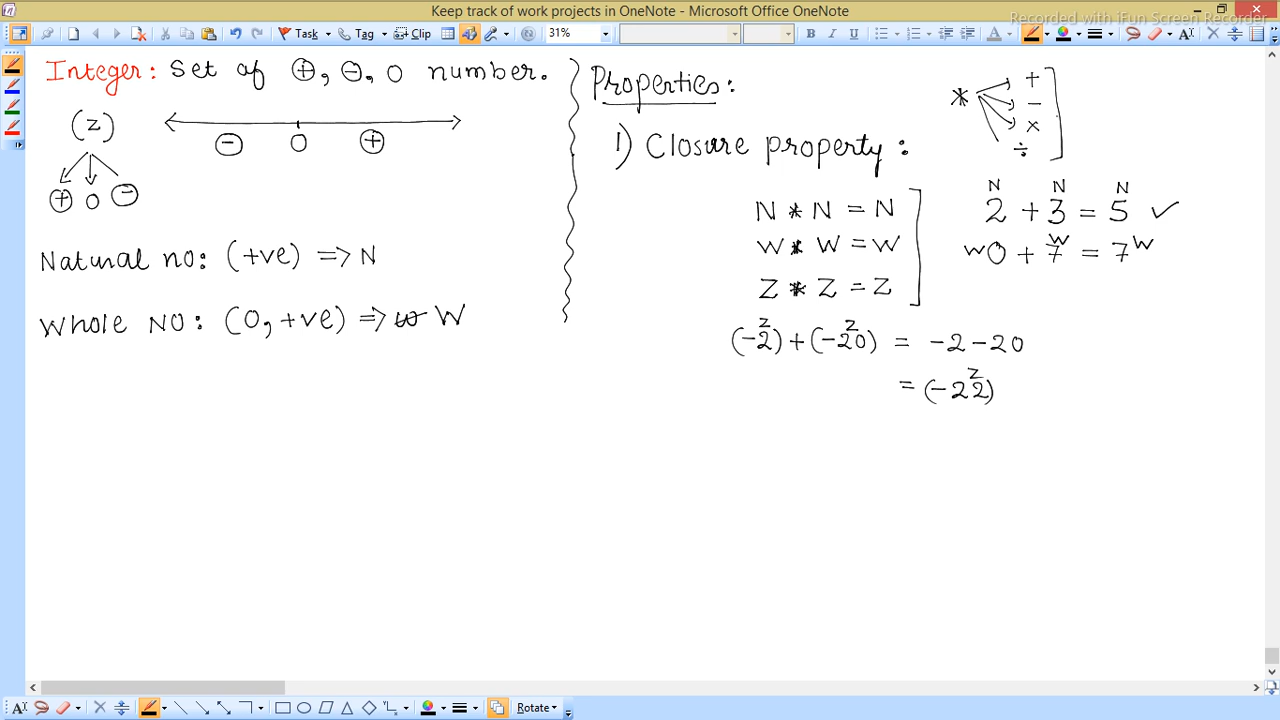 Keep track of work projects in OneNote - Microsoft Office OneNote
Recorded with iFun Screen Recorder
Task Tag Clip 31% B I U
Integer: Set of ⊕, ⊖, 0 number.
(Z)
⊖ 0 ⊕
⊕ 0 ⊖
Natural no: (+ve) => N
Whole NO: (0, +ve) => W
Properties:
* + − × ÷
1) Closure property:
N * N = N
W * W = W
Z * Z = Z
N N N
2 + 3 = 5 ✓
W W W
0 + 7 = 7
Z Z
(-2) + (-20) = -2-20
Z
= (-22)
Rotate